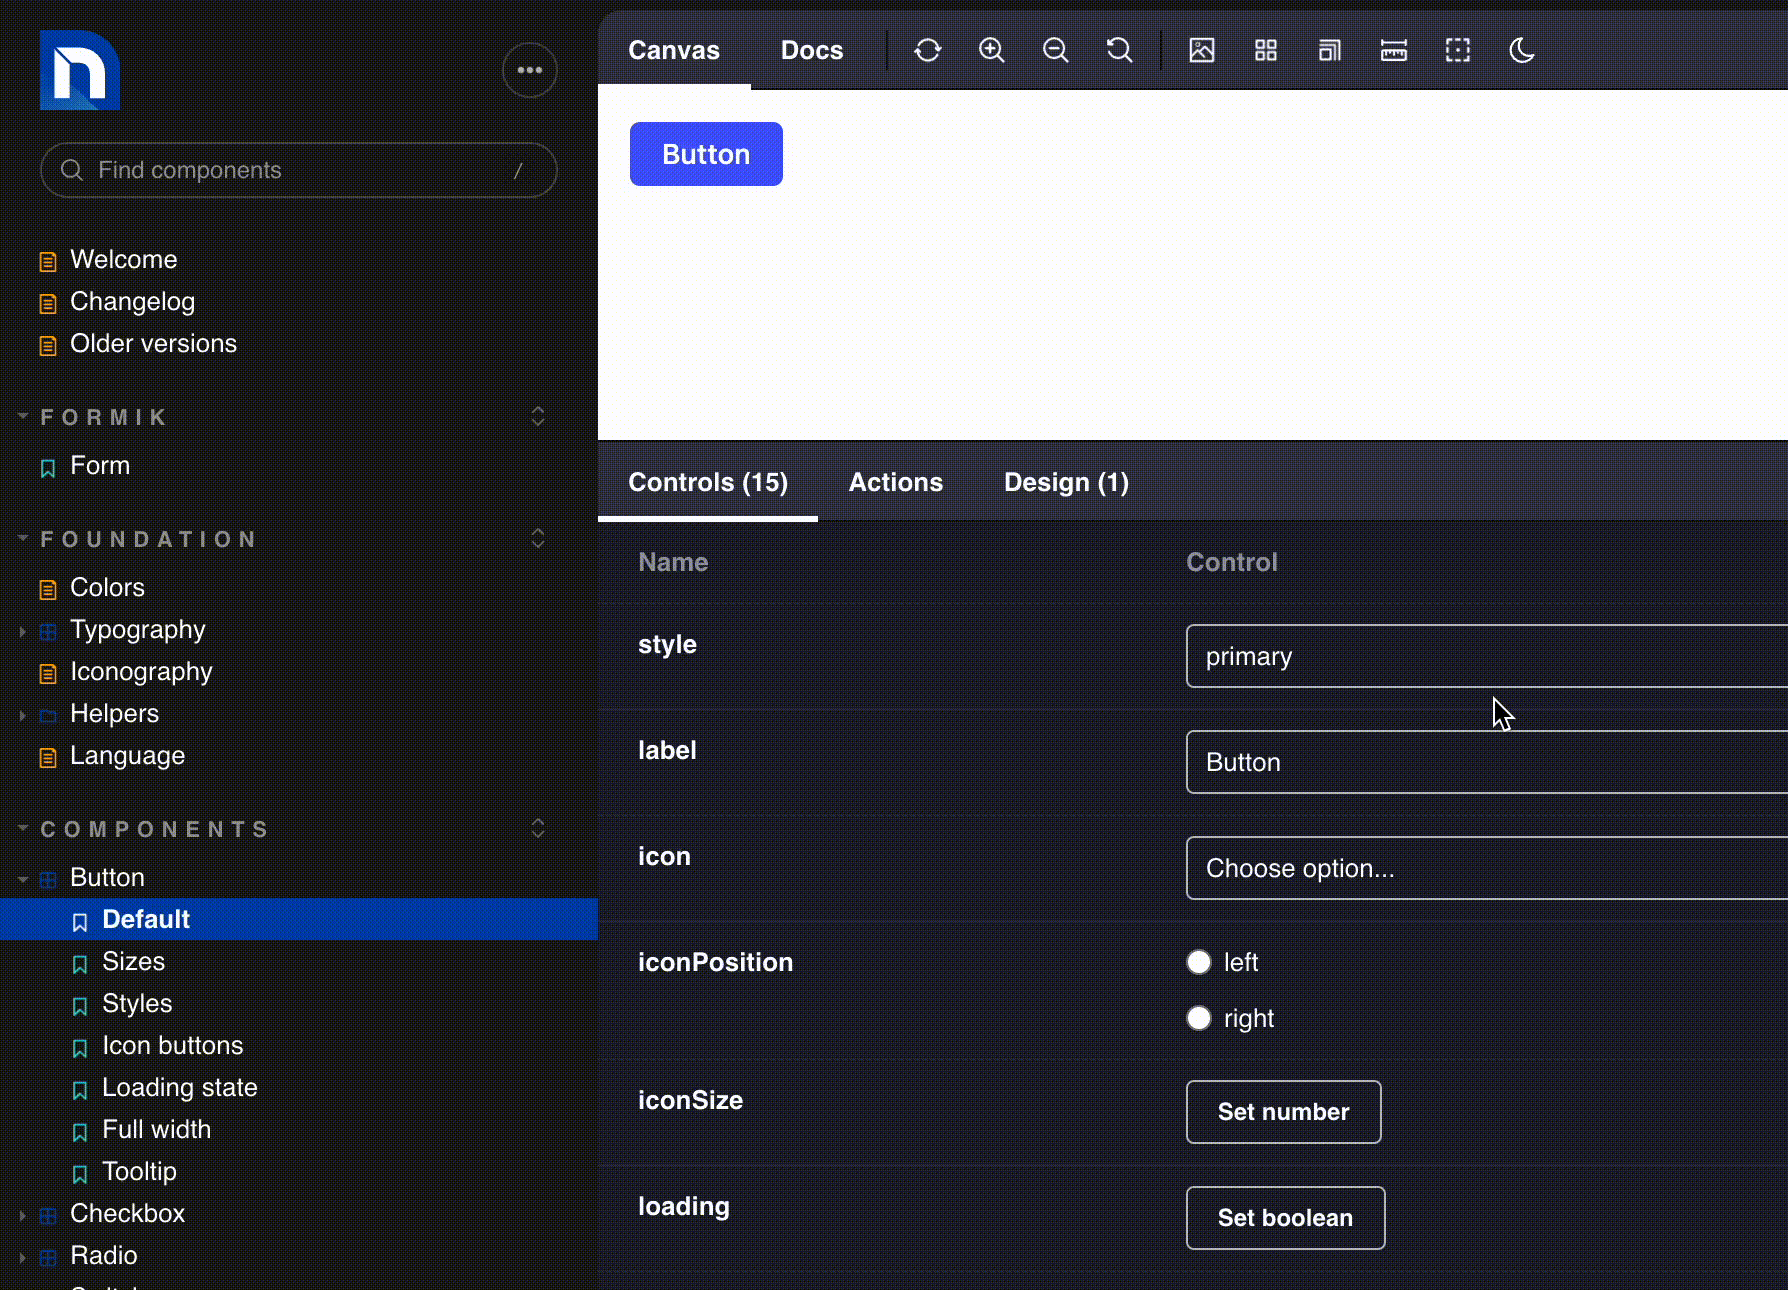 Find components
/
Welcome
Changelog
Older versions
FORMIK
Form
FOUNDATION
Colors
Typography
Iconography
Helpers
Language
COMPONENTS
Button
Default
Sizes
Styles
Icon buttons
Loading state
Full width
Tooltip
Checkbox
Radio
Canvas Docs
Button
Controls (15) Actions Design (1)
Name Control
style primary
label Button
icon Choose option...
iconPosition left
right
iconSize Set number
loading Set boolean